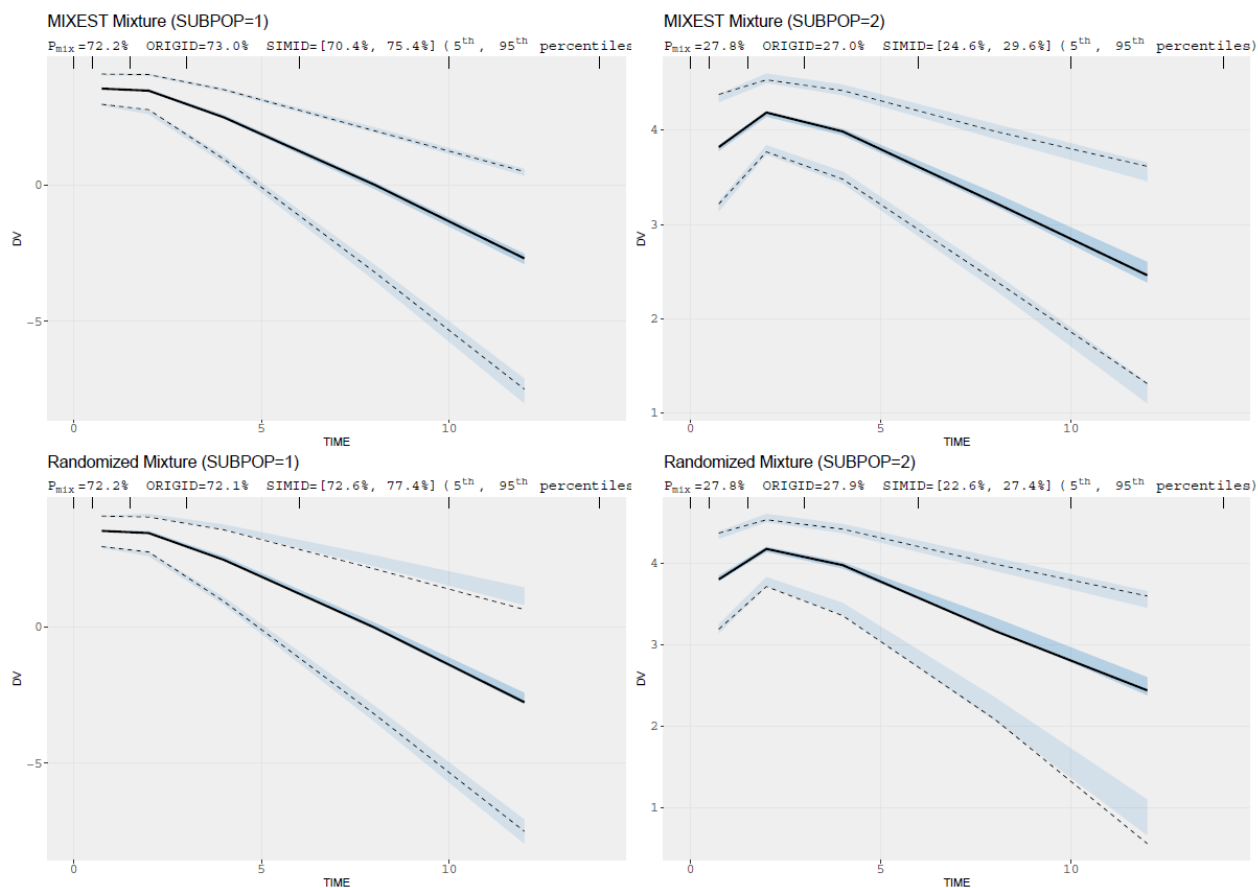 MIXEST Mixture (SUBPOP=1)
Pmix=72.2% ORIGID=73.0% SIMID=[70.4%, 75.4%] (5th, 95th percentiles
0
−5
DV
0 5 10
TIME
MIXEST Mixture (SUBPOP=2)
Pmix=27.8% ORIGID=27.0% SIMID=[24.6%, 29.6%] (5th, 95th percentiles)
4
3
2
1
DV
0 5 10
TIME
Randomized Mixture (SUBPOP=1)
Pmix=72.2% ORIGID=72.1% SIMID=[72.6%, 77.4%] (5th, 95th percentiles
0
−5
DV
0 5 10
TIME
Randomized Mixture (SUBPOP=2)
Pmix=27.8% ORIGID=27.9% SIMID=[22.6%, 27.4%] (5th, 95th percentiles)
4
3
2
1
DV
0 5 10
TIME